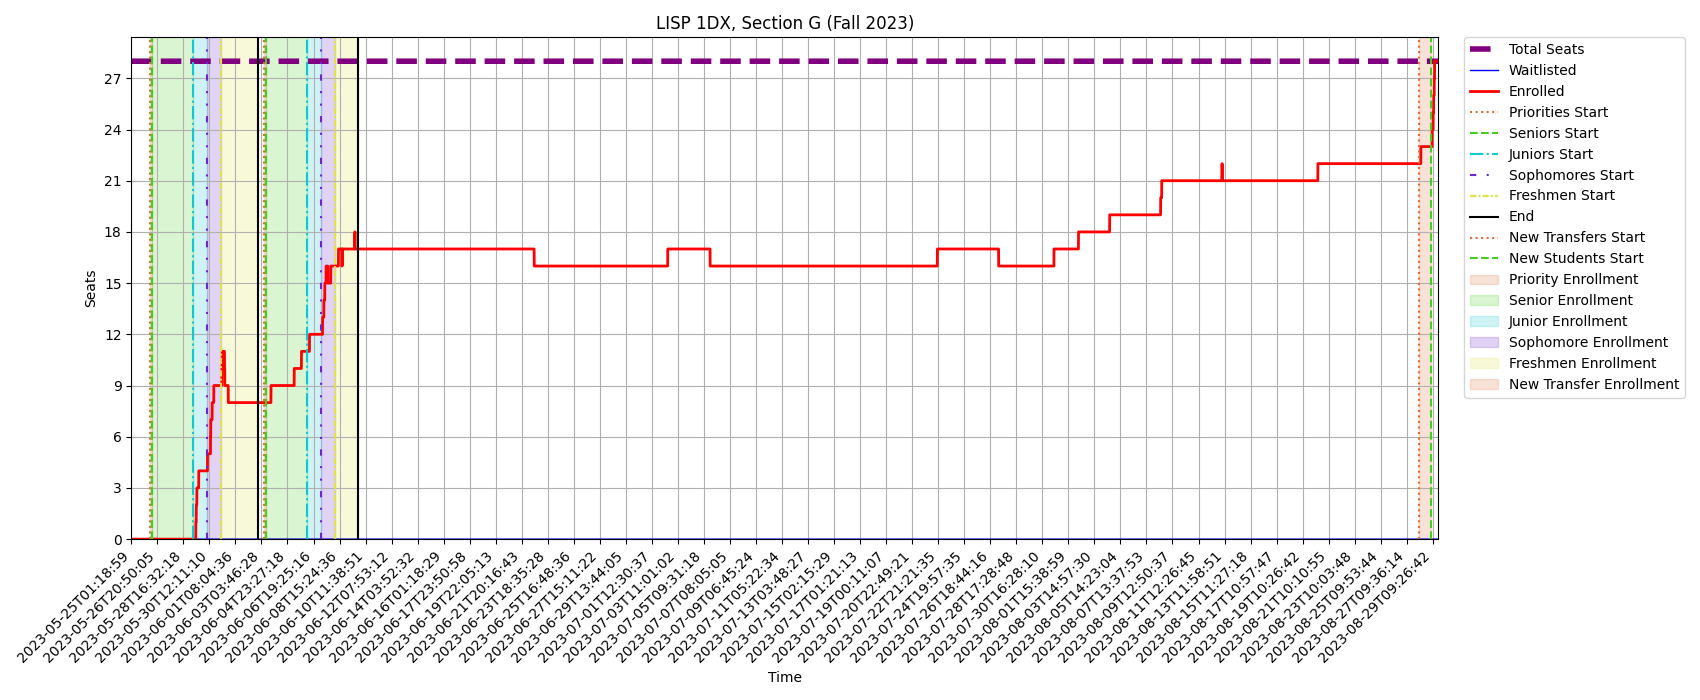 LISP 1DX, Section G (Fall 2023)
Seats
27
24
21
18
15
12
9
6
3
0
2023-05-25T01:18:59
2023-05-26T20:50:05
2023-05-28T16:32:18
2023-05-30T12:11:10
2023-06-01T08:04:36
2023-06-03T03:46:28
2023-06-04T23:27:18
2023-06-06T19:25:16
2023-06-08T15:24:36
2023-06-10T11:38:51
2023-06-12T07:53:12
2023-06-14T04:52:32
2023-06-16T01:18:29
2023-06-17T23:50:58
2023-06-19T22:05:13
2023-06-21T20:16:43
2023-06-23T18:35:28
2023-06-25T16:48:36
2023-06-27T15:11:22
2023-06-29T13:44:05
2023-07-01T12:30:37
2023-07-03T11:01:02
2023-07-05T09:31:18
2023-07-07T08:05:05
2023-07-09T06:45:24
2023-07-11T05:22:34
2023-07-13T03:48:27
2023-07-15T02:15:29
2023-07-17T01:21:13
2023-07-19T00:11:07
2023-07-20T22:49:21
2023-07-22T21:21:35
2023-07-24T19:57:35
2023-07-26T18:44:16
2023-07-28T17:28:48
2023-07-30T16:28:10
2023-08-01T15:38:59
2023-08-03T14:57:30
2023-08-05T14:23:04
2023-08-07T13:37:53
2023-08-09T12:50:37
2023-08-11T12:26:45
2023-08-13T11:58:51
2023-08-15T11:27:18
2023-08-17T10:57:47
2023-08-19T10:26:42
2023-08-21T10:10:55
2023-08-23T10:03:48
2023-08-25T09:53:44
2023-08-27T09:36:14
2023-08-29T09:26:42
Time
Total Seats
Waitlisted
Enrolled
Priorities Start
Seniors Start
Juniors Start
Sophomores Start
Freshmen Start
End
New Transfers Start
New Students Start
Priority Enrollment
Senior Enrollment
Junior Enrollment
Sophomore Enrollment
Freshmen Enrollment
New Transfer Enrollment